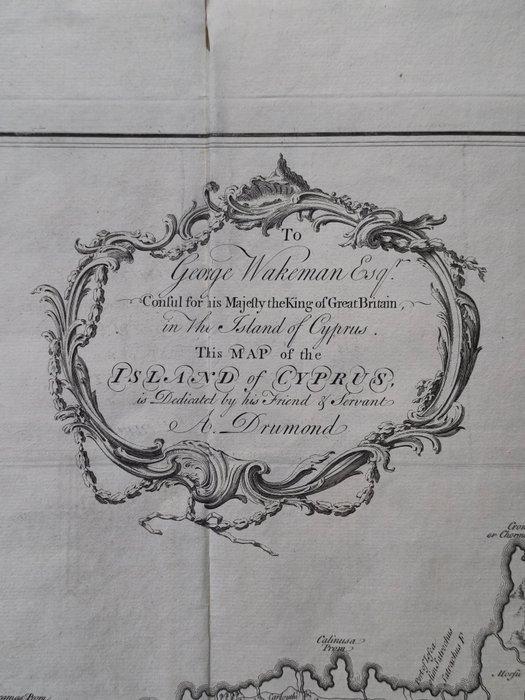 To
George Wakeman Esqr.
Consul for his Majesty the King of Great Britain,
in the Island of Cyprus.
This MAP of the
ISLAND of CYPRUS,
is Dedicated by his Friend & Servant
A. Drumond
Calinusa
Prom.